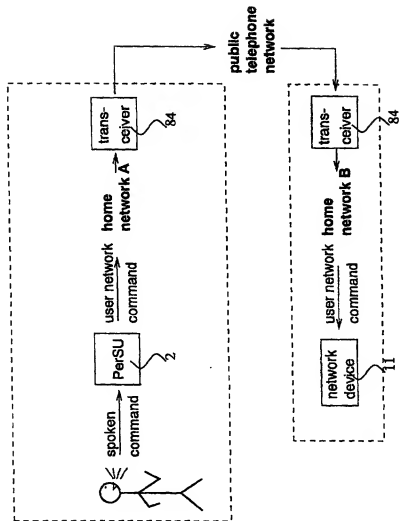 spoken
command
PerSU
2
user network
command
home
network A
trans-
ceiver
84
public
telephone
network
trans-
ceiver
84
home
network B
user network
command
network
device
11